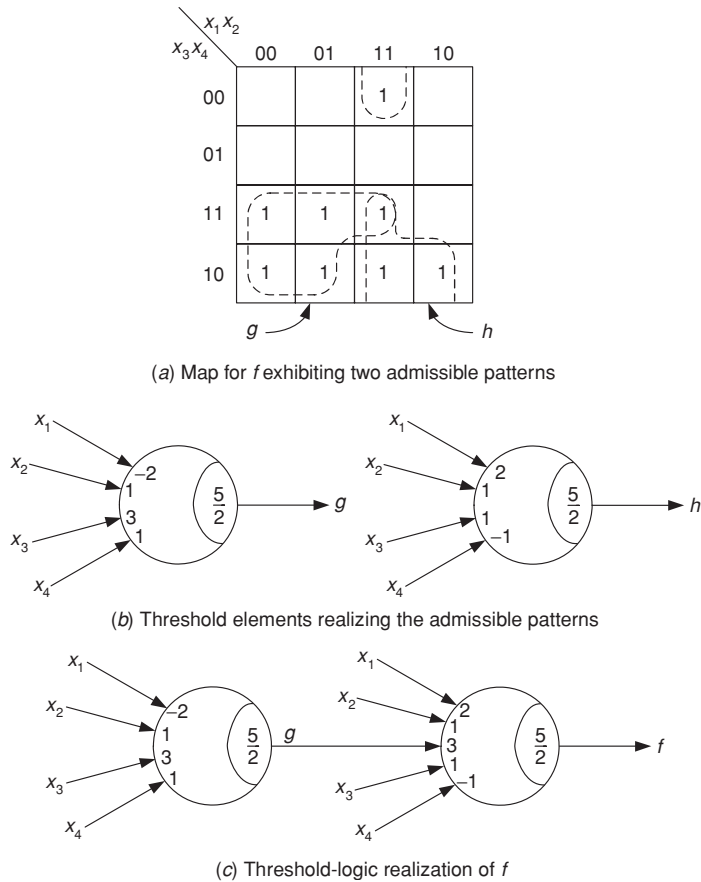 x₁x₂
x₃x₄ 00 01 11 10
00 1
01
11 1 1 1
10 1 1 1 1
g h
(a) Map for f exhibiting two admissible patterns
x₁ x₂ x₃ x₄ −2 1 3 1 5/2 g
x₁ x₂ x₃ x₄ 2 1 1 −1 5/2 h
(b) Threshold elements realizing the admissible patterns
x₁ x₂ x₃ x₄ −2 1 3 1 5/2 g
x₁ x₂ x₃ x₄ 2 1 3 1 −1 5/2 f
(c) Threshold-logic realization of f